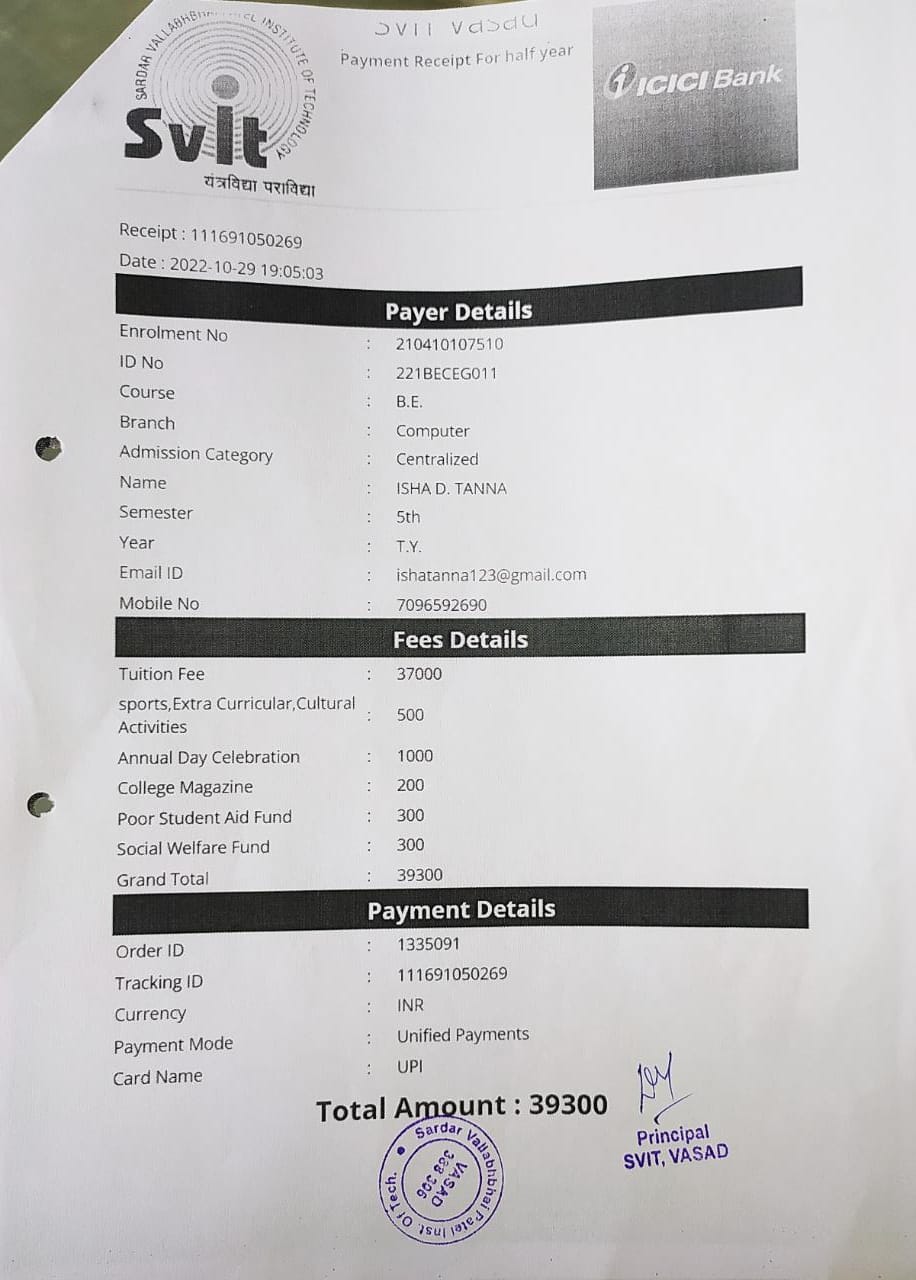 SVIT Vasad
Payment Receipt For half year
SARDAR VALLABHBHAI PATEL INSTITUTE OF TECHNOLOGY
Svit
यंत्रविद्या पराविद्या
ICICI Bank
Receipt : 111691050269
Date : 2022-10-29 19:05:03
Payer Details
Enrolment No : 210410107510
ID No : 221BECEG011
Course : B.E.
Branch : Computer
Admission Category : Centralized
Name : ISHA D. TANNA
Semester : 5th
Year : T.Y.
Email ID : ishatanna123@gmail.com
Mobile No : 7096592690
Fees Details
Tuition Fee : 37000
sports,Extra Curricular,Cultural
Activities : 500
Annual Day Celebration : 1000
College Magazine : 200
Poor Student Aid Fund : 300
Social Welfare Fund : 300
Grand Total : 39300
Payment Details
Order ID : 1335091
Tracking ID : 111691050269
Currency : INR
Payment Mode : Unified Payments
Card Name : UPI
Total Amount : 39300
Principal
SVIT, VASAD
Sardar Vallabhbhai Patel Inst. Of Tech.
VASAD
388 306